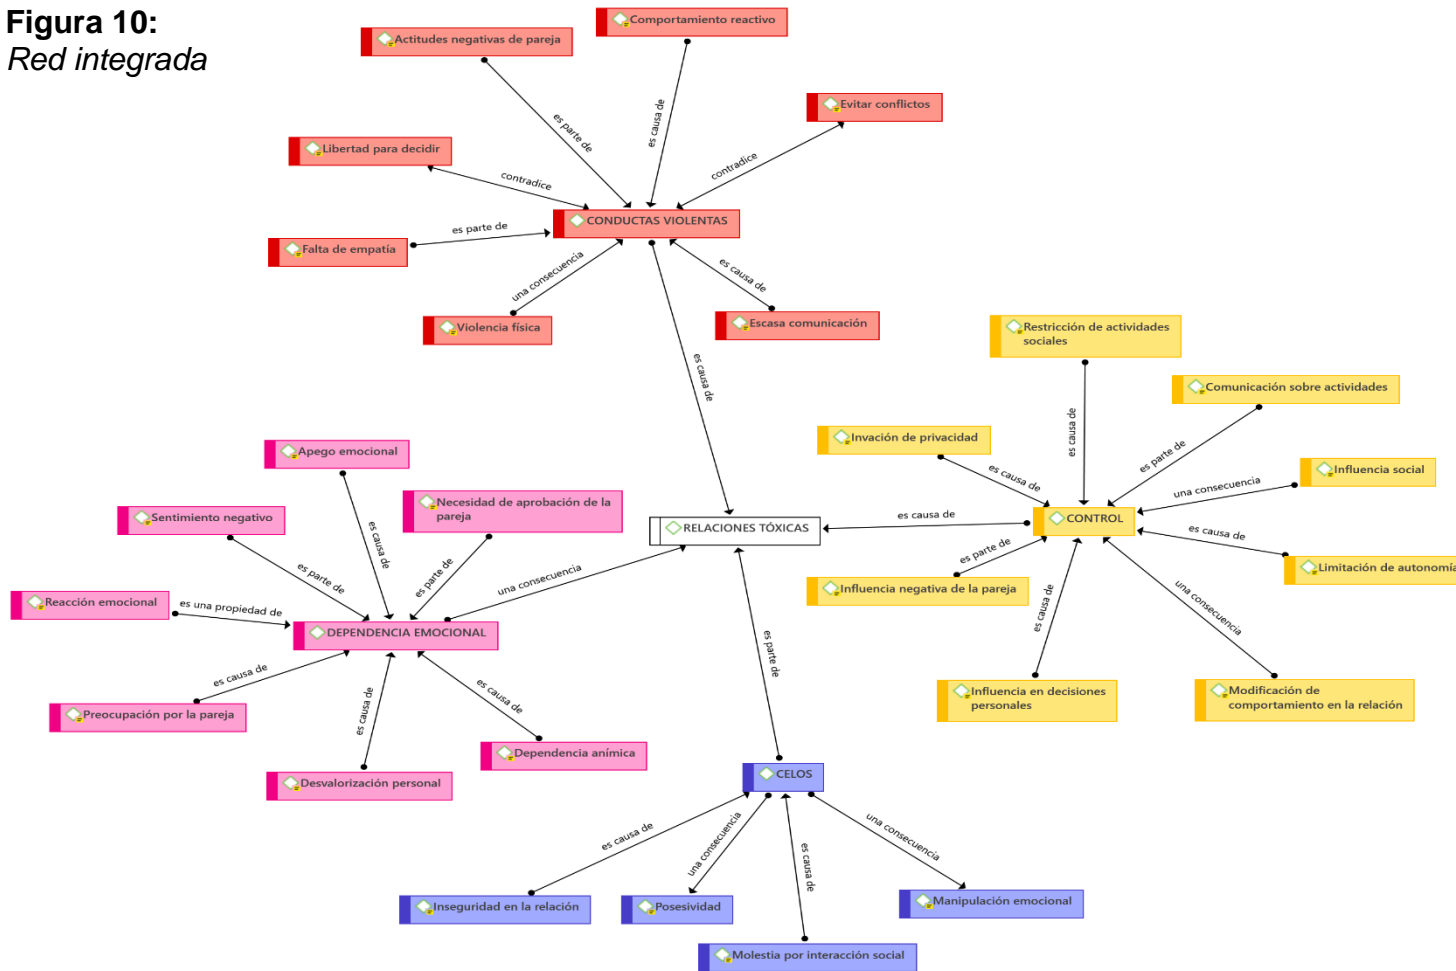 Figura 10:
Red integrada
Comportamiento reactivo
Actitudes negativas de pareja
Evitar conflictos
es parte de
es causa de
contradice
Libertad para decidir
contradice
CONDUCTAS VIOLENTAS
es parte de
Falta de empatía
una consecuencia
es causa de
Violencia física
Escasa comunicación
es causa de
Restricción de actividades
sociales
Comunicación sobre actividades
es causa de
es parte de
Invasión de privacidad
es causa de
Influencia social
una consecuencia
CONTROL
es causa de
RELACIONES TÓXICAS
es causa de
Limitación de autonomía
es parte de
Influencia negativa de la pareja
es causa de
una consecuencia
Influencia en decisiones
personales
Modificación de
comportamiento en la relación
Apego emocional
Necesidad de aprobación de la
pareja
Sentimiento negativo
es causa de
es parte de
es parte de
una consecuencia
Reacción emocional
es una propiedad de
DEPENDENCIA EMOCIONAL
es causa de
es causa de
es causa de
Preocupación por la pareja
Dependencia anímica
Desvalorización personal
es parte de
CELOS
es causa de
una consecuencia
es causa de
una consecuencia
Inseguridad en la relación
Posesividad
Manipulación emocional
Molestia por interacción social